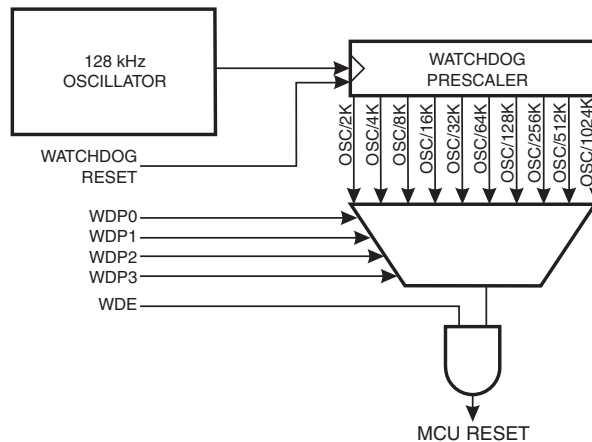 128 kHz
OSCILLATOR
WATCHDOG
PRESCALER
OSC/2K
OSC/4K
OSC/8K
OSC/16K
OSC/32K
OSC/64K
OSC/128K
OSC/256K
OSC/512K
OSC/1024K
WATCHDOG
RESET
WDP0
WDP1
WDP2
WDP3
WDE
MCU RESET